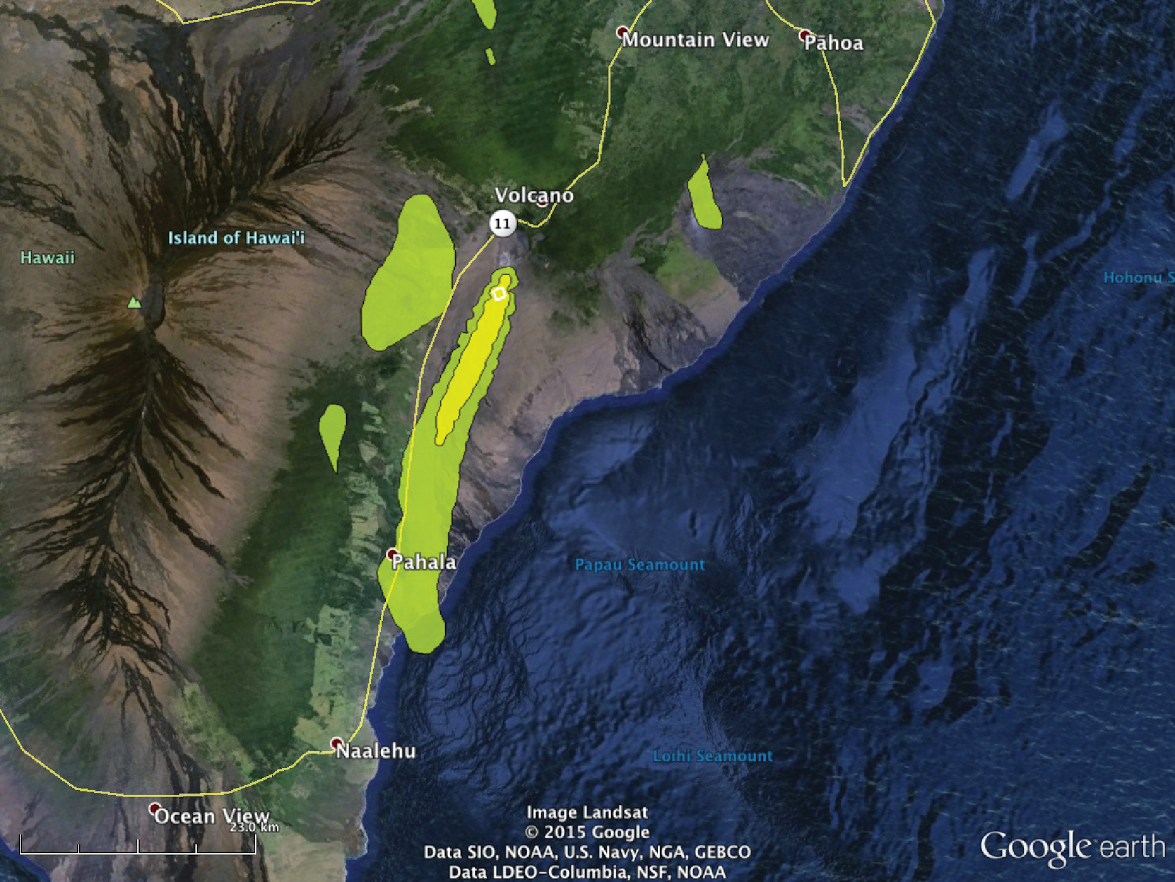 Mountain View
Pāhoa
Volcano
11
Island of Hawai'i
Hawaii
Hohonu S
Pahala
Papau Seamount
Naalehu
Loihi Seamount
Ocean View
23.0 km
Image Landsat
© 2015 Google
Data SIO, NOAA, U.S. Navy, NGA, GEBCO
Data LDEO-Columbia, NSF, NOAA
Google earth